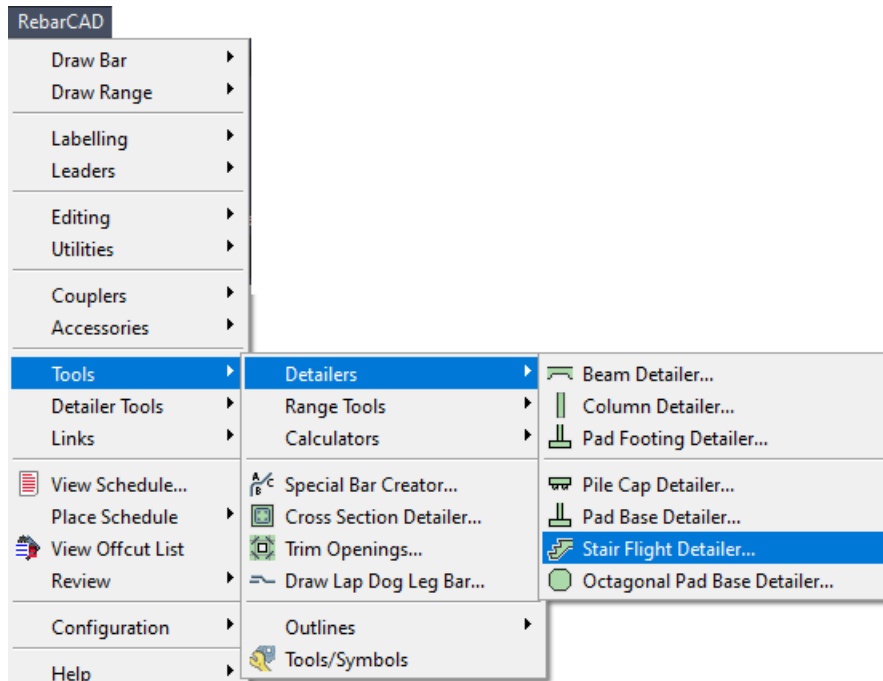 RebarCAD
Draw Bar
Draw Range
Labelling
Leaders
Editing
Utilities
Couplers
Accessories
Tools
Detailer Tools
Links
View Schedule...
Place Schedule
View Offcut List
Review
Configuration
Help
Detailers
Range Tools
Calculators
A/C
B
Special Bar Creator...
Cross Section Detailer...
Trim Openings...
Draw Lap Dog Leg Bar...
Outlines
Tools/Symbols
Beam Detailer...
Column Detailer...
Pad Footing Detailer...
Pile Cap Detailer...
Pad Base Detailer...
Stair Flight Detailer...
Octagonal Pad Base Detailer...